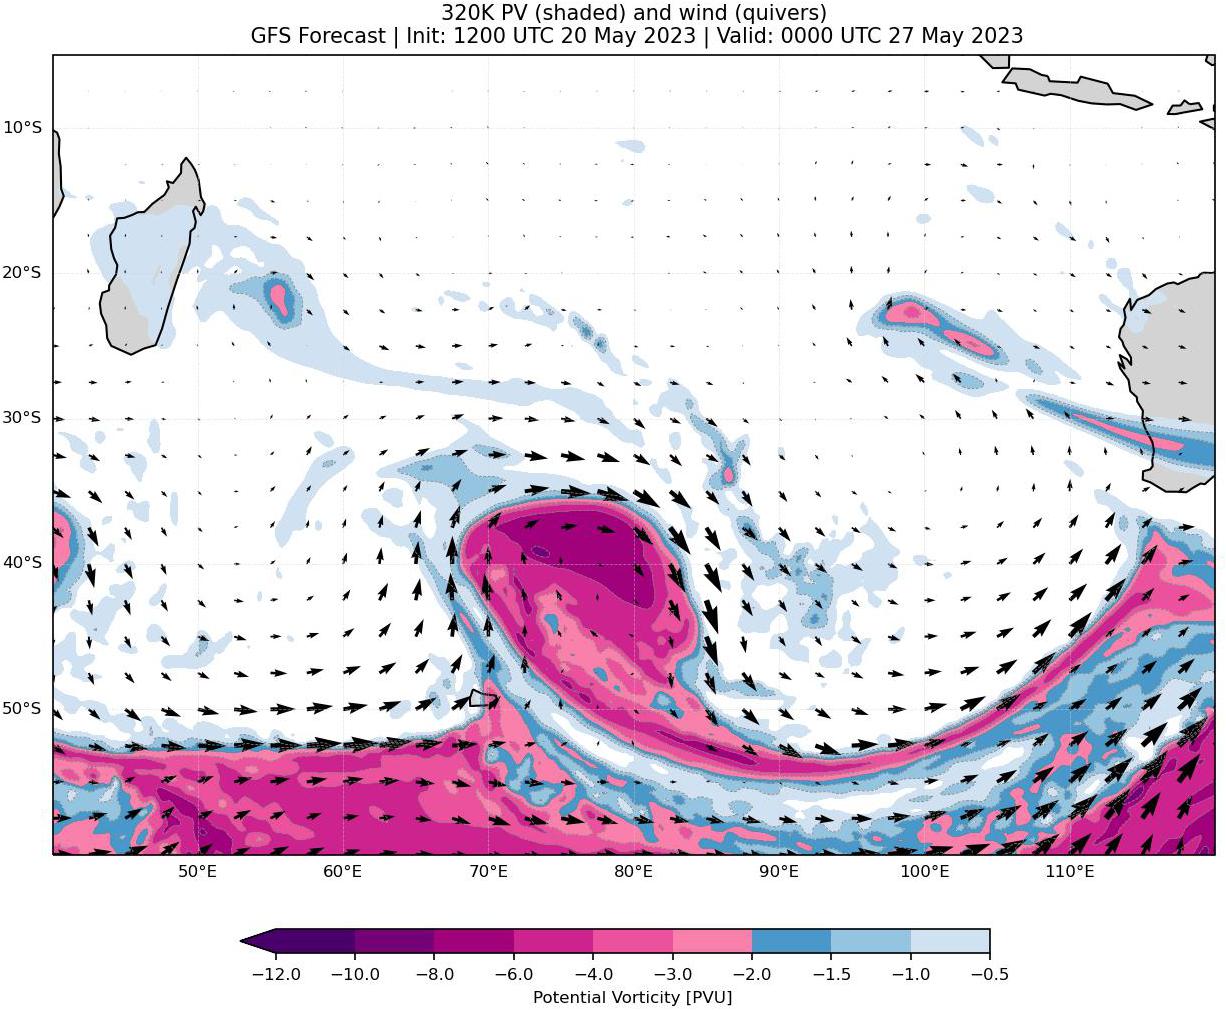 320K PV (shaded) and wind (quivers)
GFS Forecast | Init: 1200 UTC 20 May 2023 | Valid: 0000 UTC 27 May 2023
10°S
20°S
30°S
40°S
50°S
50°E 60°E 70°E 80°E 90°E 100°E 110°E
−12.0 −10.0 −8.0 −6.0 −4.0 −3.0 −2.0 −1.5 −1.0 −0.5
Potential Vorticity [PVU]